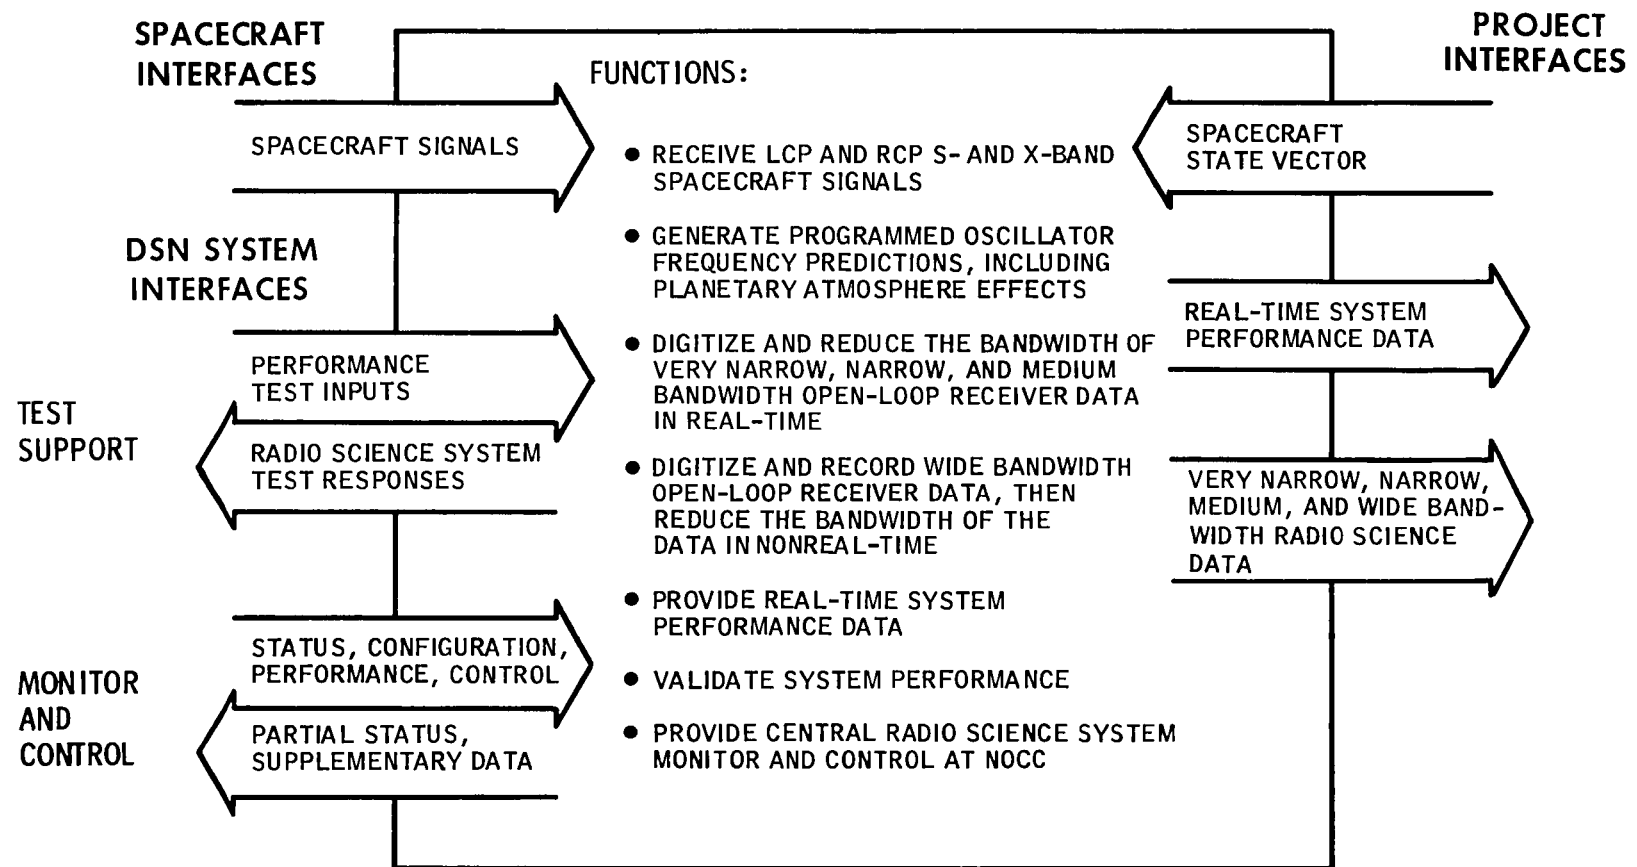 SPACECRAFT
INTERFACES
SPACECRAFT SIGNALS
DSN SYSTEM
INTERFACES
TEST
SUPPORT
PERFORMANCE
TEST INPUTS
RADIO SCIENCE SYSTEM
TEST RESPONSES
MONITOR
AND
CONTROL
STATUS, CONFIGURATION,
PERFORMANCE, CONTROL
PARTIAL STATUS,
SUPPLEMENTARY DATA
FUNCTIONS:
● RECEIVE LCP AND RCP S- AND X-BAND
SPACECRAFT SIGNALS
● GENERATE PROGRAMMED OSCILLATOR
FREQUENCY PREDICTIONS, INCLUDING
PLANETARY ATMOSPHERE EFFECTS
● DIGITIZE AND REDUCE THE BANDWIDTH OF
VERY NARROW, NARROW, AND MEDIUM
BANDWIDTH OPEN-LOOP RECEIVER DATA
IN REAL-TIME
● DIGITIZE AND RECORD WIDE BANDWIDTH
OPEN-LOOP RECEIVER DATA, THEN
REDUCE THE BANDWIDTH OF THE
DATA IN NONREAL-TIME
● PROVIDE REAL-TIME SYSTEM
PERFORMANCE DATA
● VALIDATE SYSTEM PERFORMANCE
● PROVIDE CENTRAL RADIO SCIENCE SYSTEM
MONITOR AND CONTROL AT NOCC
PROJECT
INTERFACES
SPACECRAFT
STATE VECTOR
REAL-TIME SYSTEM
PERFORMANCE DATA
VERY NARROW, NARROW,
MEDIUM, AND WIDE BAND-
WIDTH RADIO SCIENCE
DATA